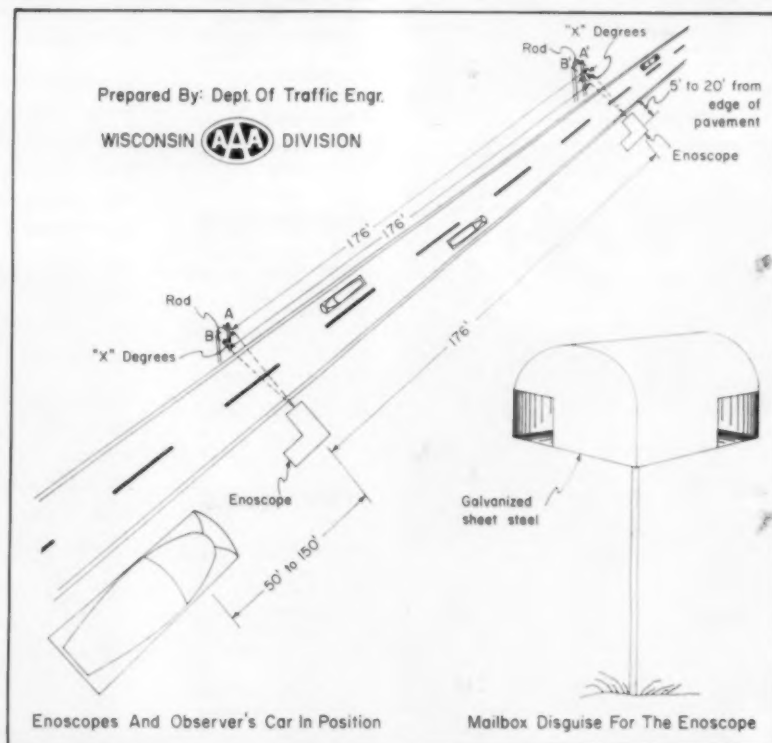 "X" Degrees
Rod
A'
B'
5' to 20' from
edge of
pavement
Enoscope
Prepared By: Dept. Of Traffic Engr.
WISCONSIN AAA DIVISION
176'
176'
176'
Rod
A
B
"X" Degrees
Enoscope
50' to 150'
Galvanized
sheet steel
Enoscopes And Observer's Car In Position
Mailbox Disguise For The Enoscope